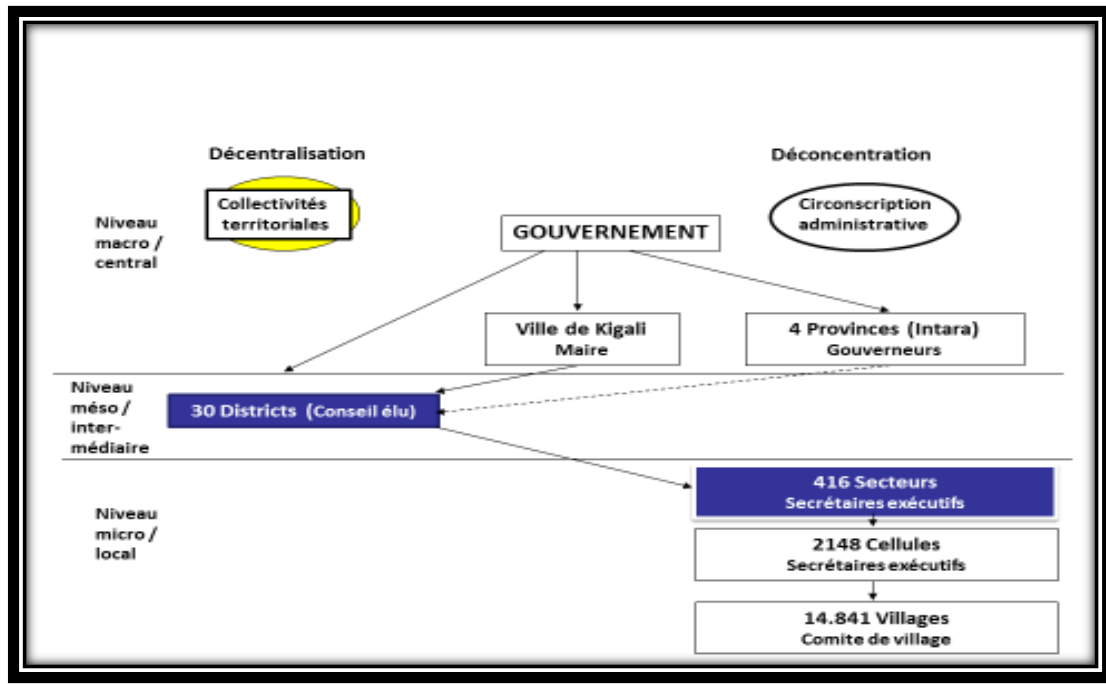 Décentralisation
Déconcentration
Collectivités
territoriales
Circonscription
administrative
Niveau
macro /
central
GOUVERNEMENT
Ville de Kigali
Maire
4 Provinces (Intara)
Gouverneurs
Niveau
méso /
inter-
médiaire
30 Districts (Conseil élu)
416 Secteurs
Secrétaires exécutifs
Niveau
micro /
local
2148 Cellules
Secrétaires exécutifs
14.841 Villages
Comite de village